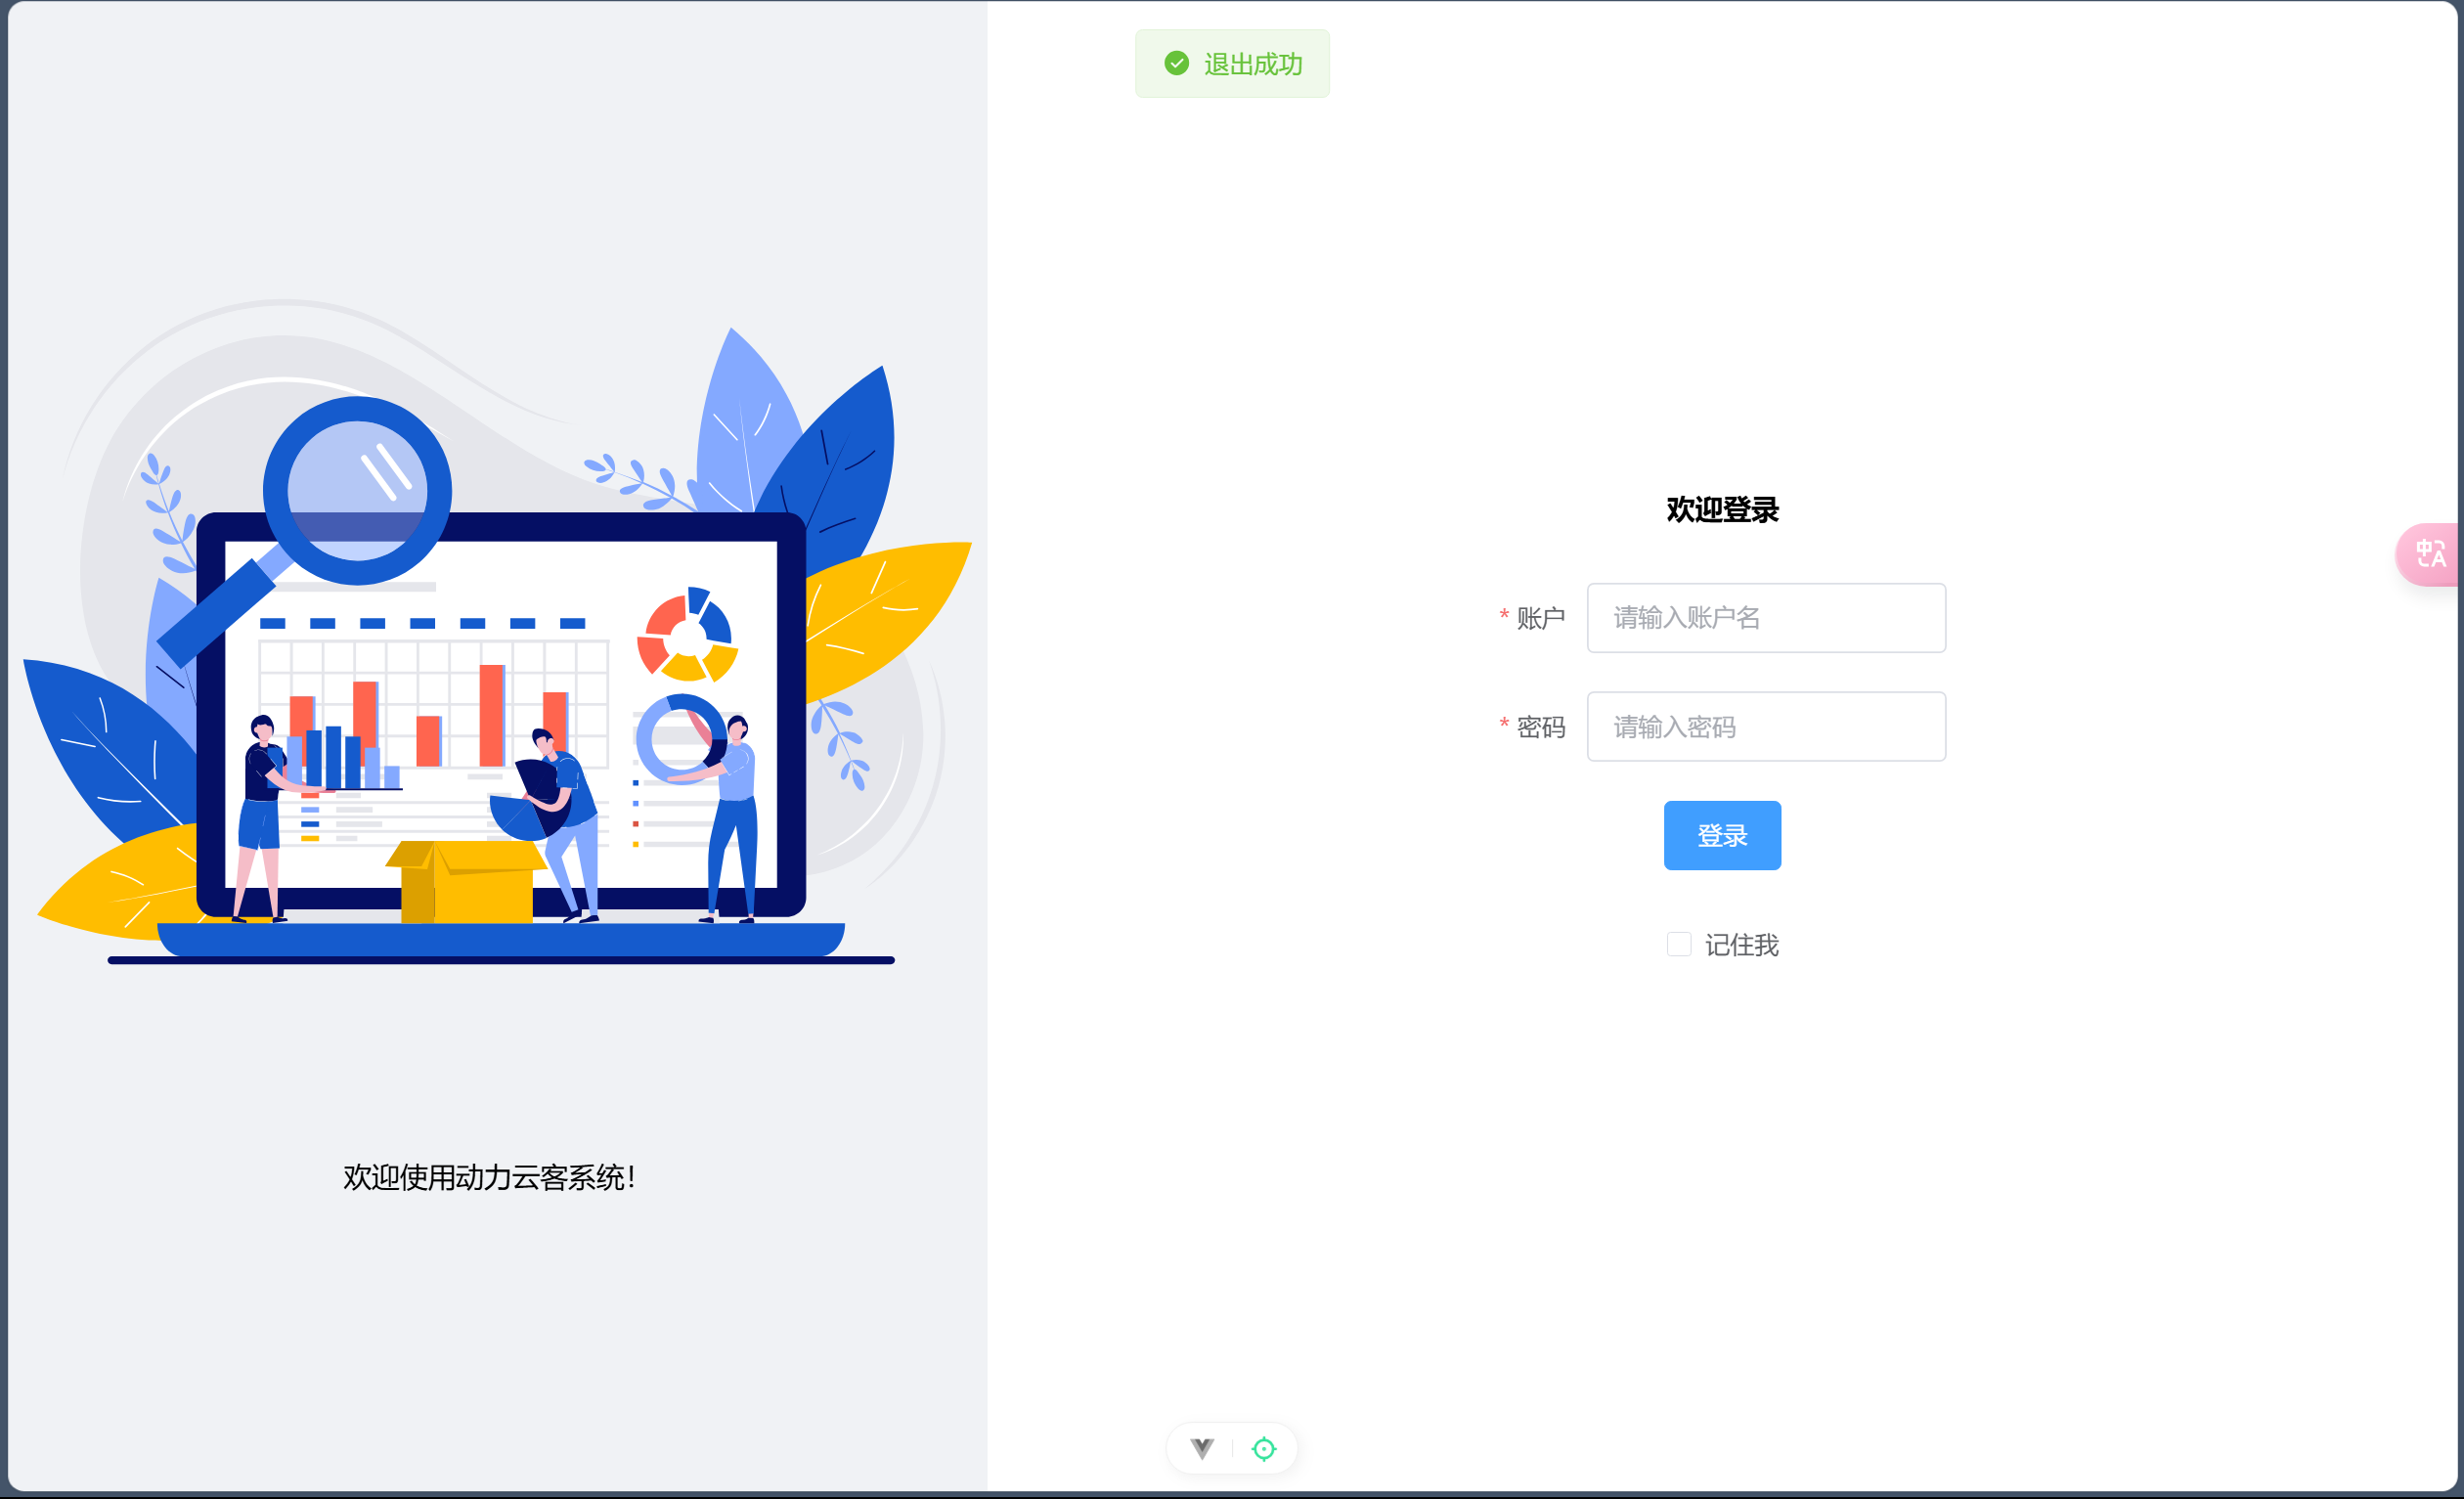 退出成功
欢迎登录
* 账户 请输入账户名
* 密码 请输入密码
登录
记住我
欢迎使用动力云客系统!